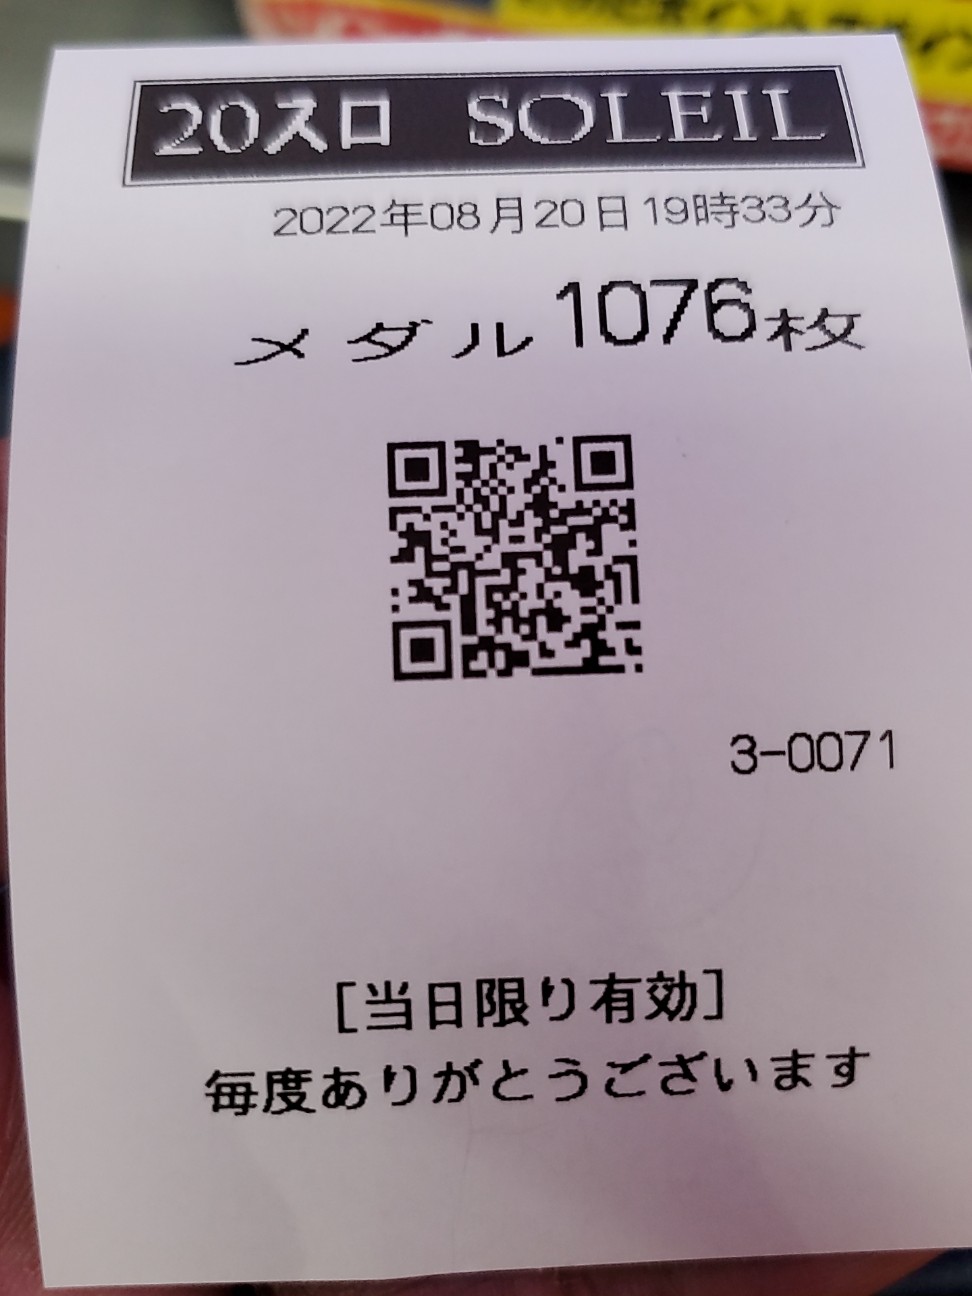 20スロ SOLEIL
2022年08月20日19時33分
メダル1076枚
3-0071
[当日限り有効]
毎度ありがとうございます